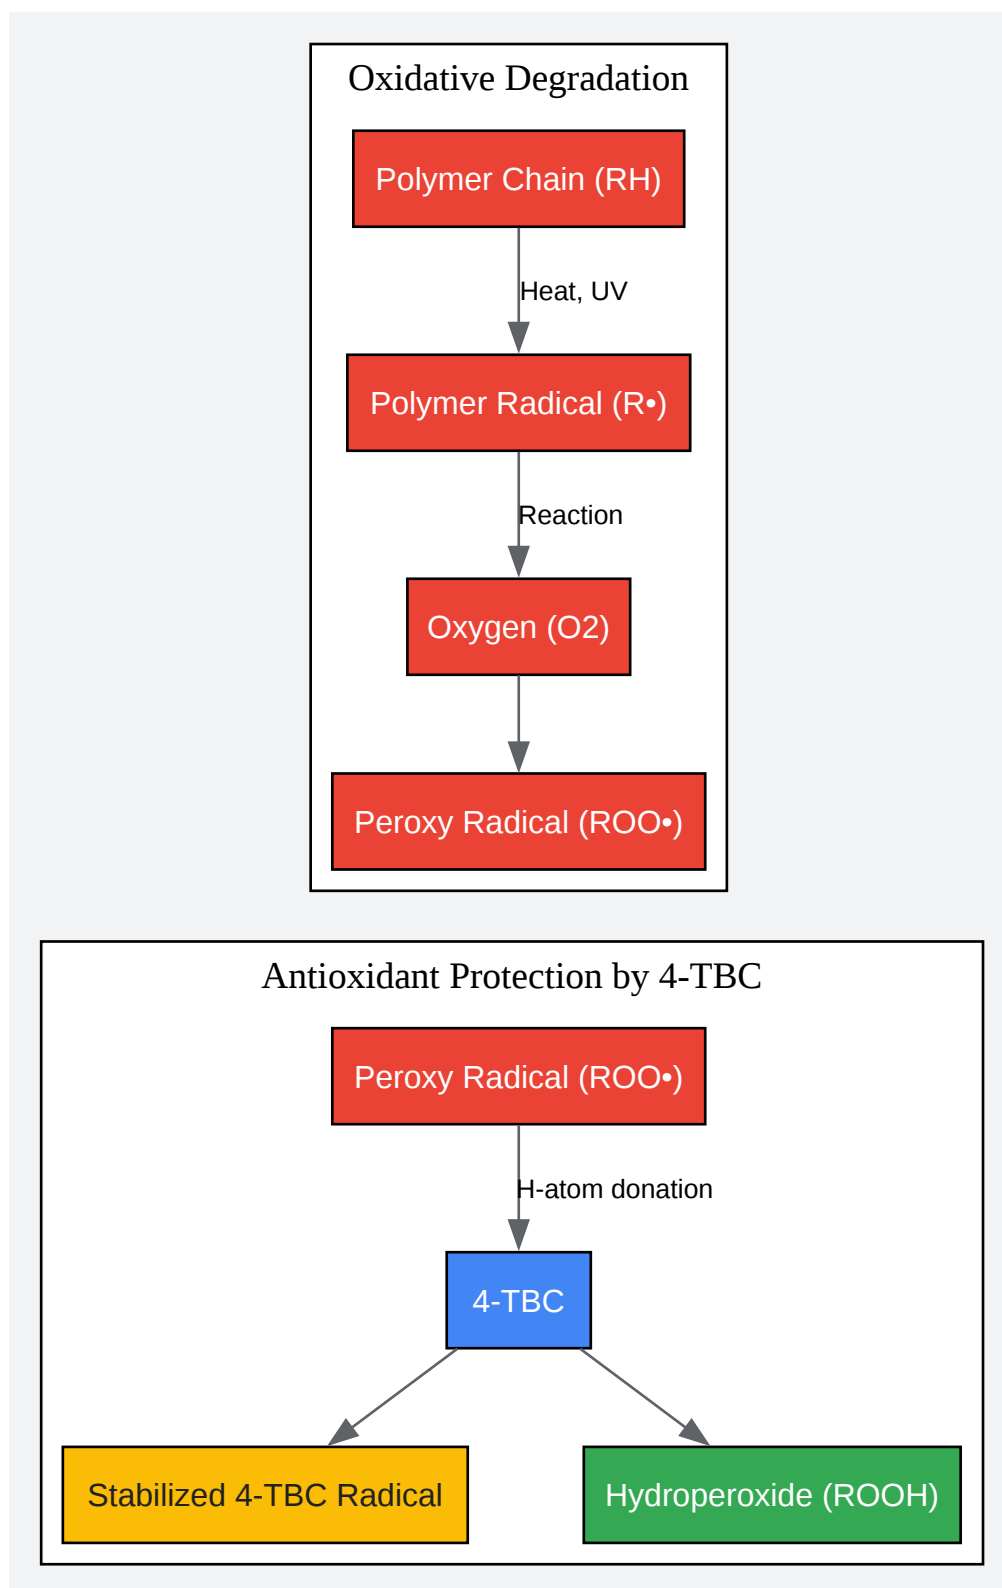 Oxidative Degradation
Polymer Chain (RH)
Heat, UV
Polymer Radical (R•)
Reaction
Oxygen (O2)
Peroxy Radical (ROO•)
Antioxidant Protection by 4-TBC
Peroxy Radical (ROO•)
H-atom donation
4-TBC
Stabilized 4-TBC Radical
Hydroperoxide (ROOH)